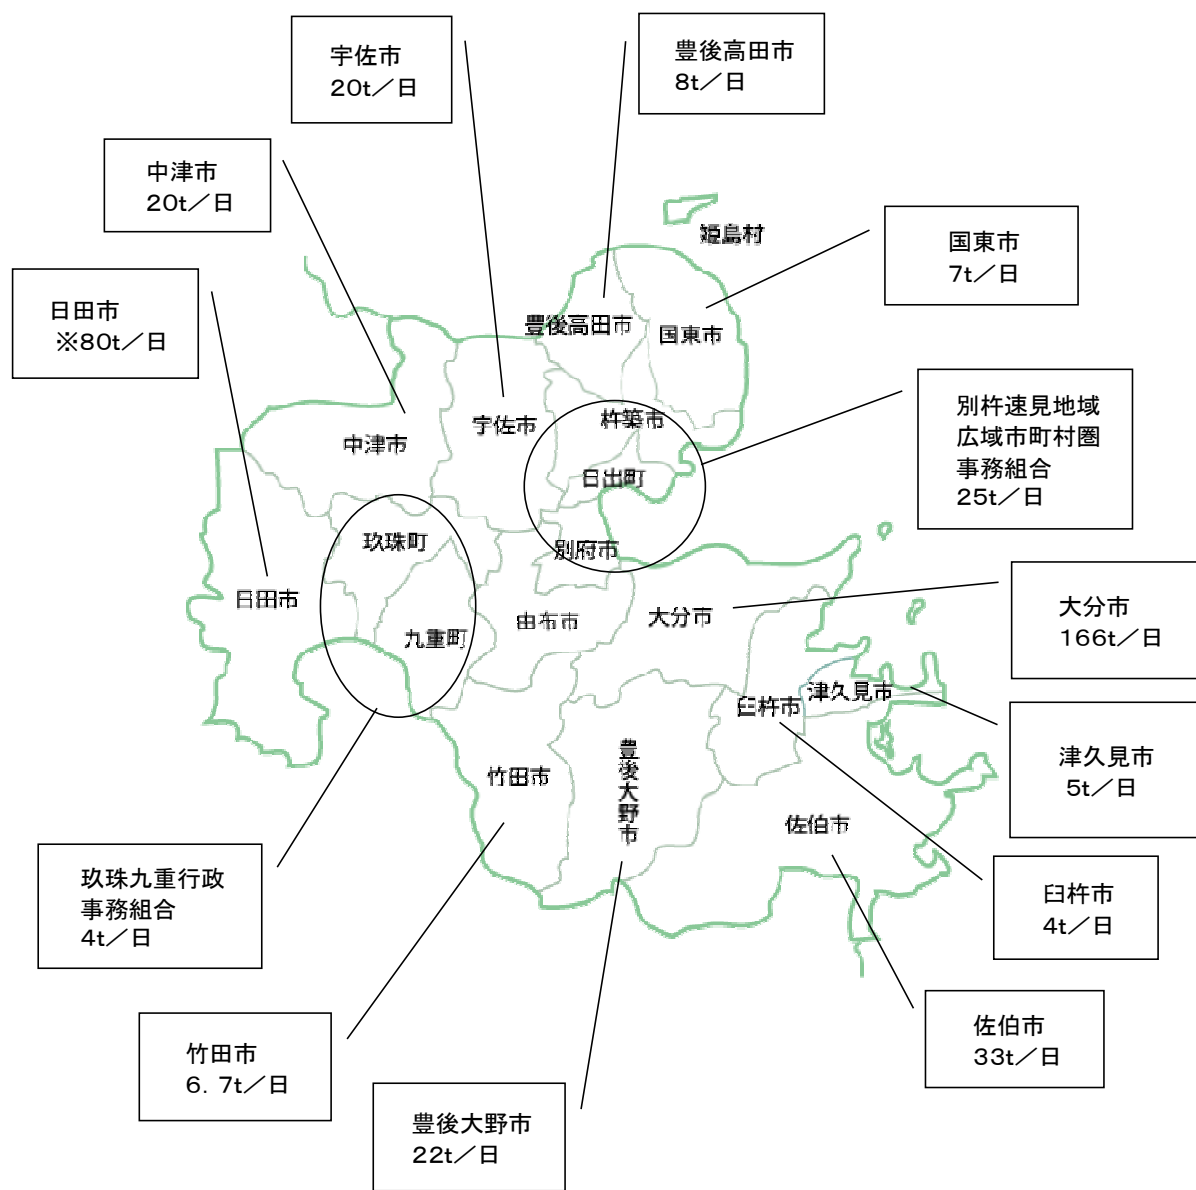 宇佐市
20t／日
豊後高田市
8t／日
中津市
20t／日
国東市
7t／日
日田市
※80t／日
別杵速見地域
広域市町村圏
事務組合
25t／日
大分市
166t／日
津久見市
5t／日
臼杵市
4t／日
佐伯市
33t／日
豊後大野市
22t／日
竹田市
6．7t／日
玖珠九重行政
事務組合
4t／日
姫島村
豊後高田市
国東市
杵築市
宇佐市
中津市
日出町
玖珠町
別府市
日田市
由布市
大分市
九重町
津久見市
臼杵市
竹田市
豊後大野市
佐伯市